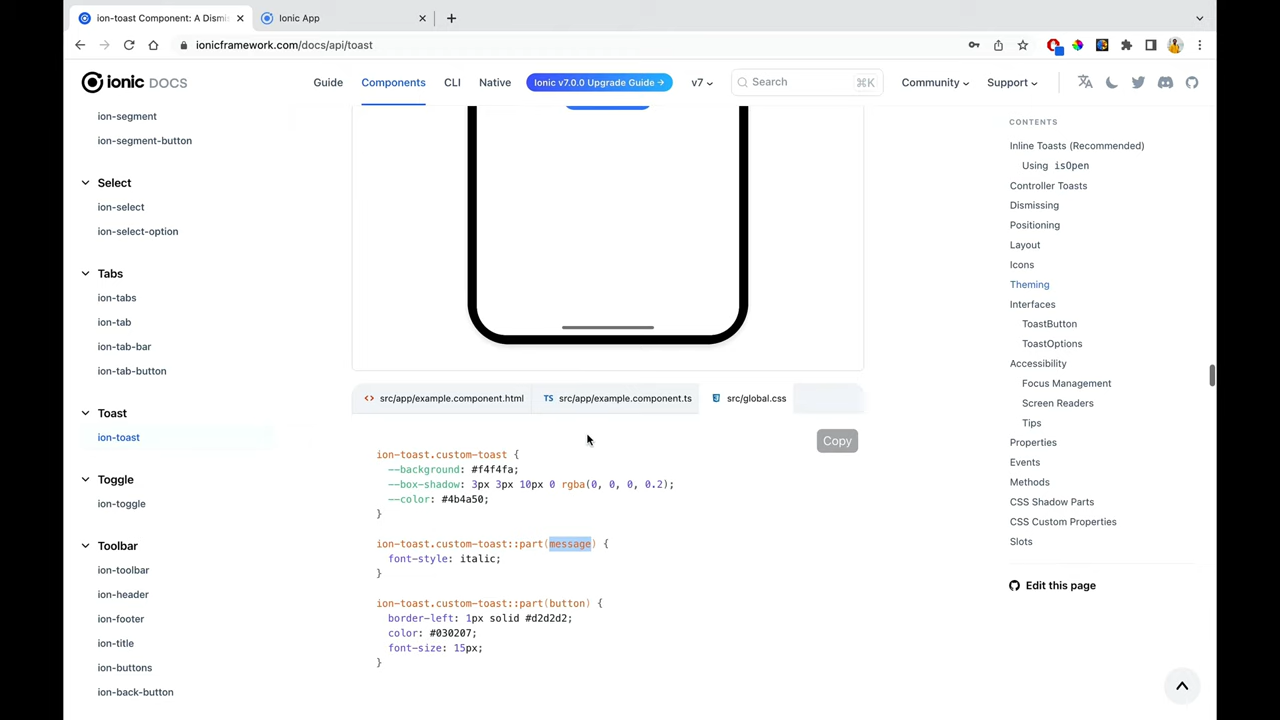 ion-toast Component: A Dismi
Ionic App
ionicframework.com/docs/api/toast
ionic DOCS
Guide
Components
CLI
Native
Ionic v7.0.0 Upgrade Guide →
v7
Search
⌘K
Community
Support
ion-segment
ion-segment-button
Select
ion-select
ion-select-option
Tabs
ion-tabs
ion-tab
ion-tab-bar
ion-tab-button
Toast
ion-toast
Toggle
ion-toggle
Toolbar
ion-toolbar
ion-header
ion-footer
ion-title
ion-buttons
ion-back-button
<> src/app/example.component.html
TS src/app/example.component.ts
src/global.css
Copy
ion-toast.custom-toast {
--background: #f4f4fa;
--box-shadow: 3px 3px 10px 0 rgba(0, 0, 0, 0.2);
--color: #4b4a50;
}
ion-toast.custom-toast::part(message) {
font-style: italic;
}
ion-toast.custom-toast::part(button) {
border-left: 1px solid #d2d2d2;
color: #030207;
font-size: 15px;
}
CONTENTS
Inline Toasts (Recommended)
Using isOpen
Controller Toasts
Dismissing
Positioning
Layout
Icons
Theming
Interfaces
ToastButton
ToastOptions
Accessibility
Focus Management
Screen Readers
Tips
Properties
Events
Methods
CSS Shadow Parts
CSS Custom Properties
Slots
Edit this page